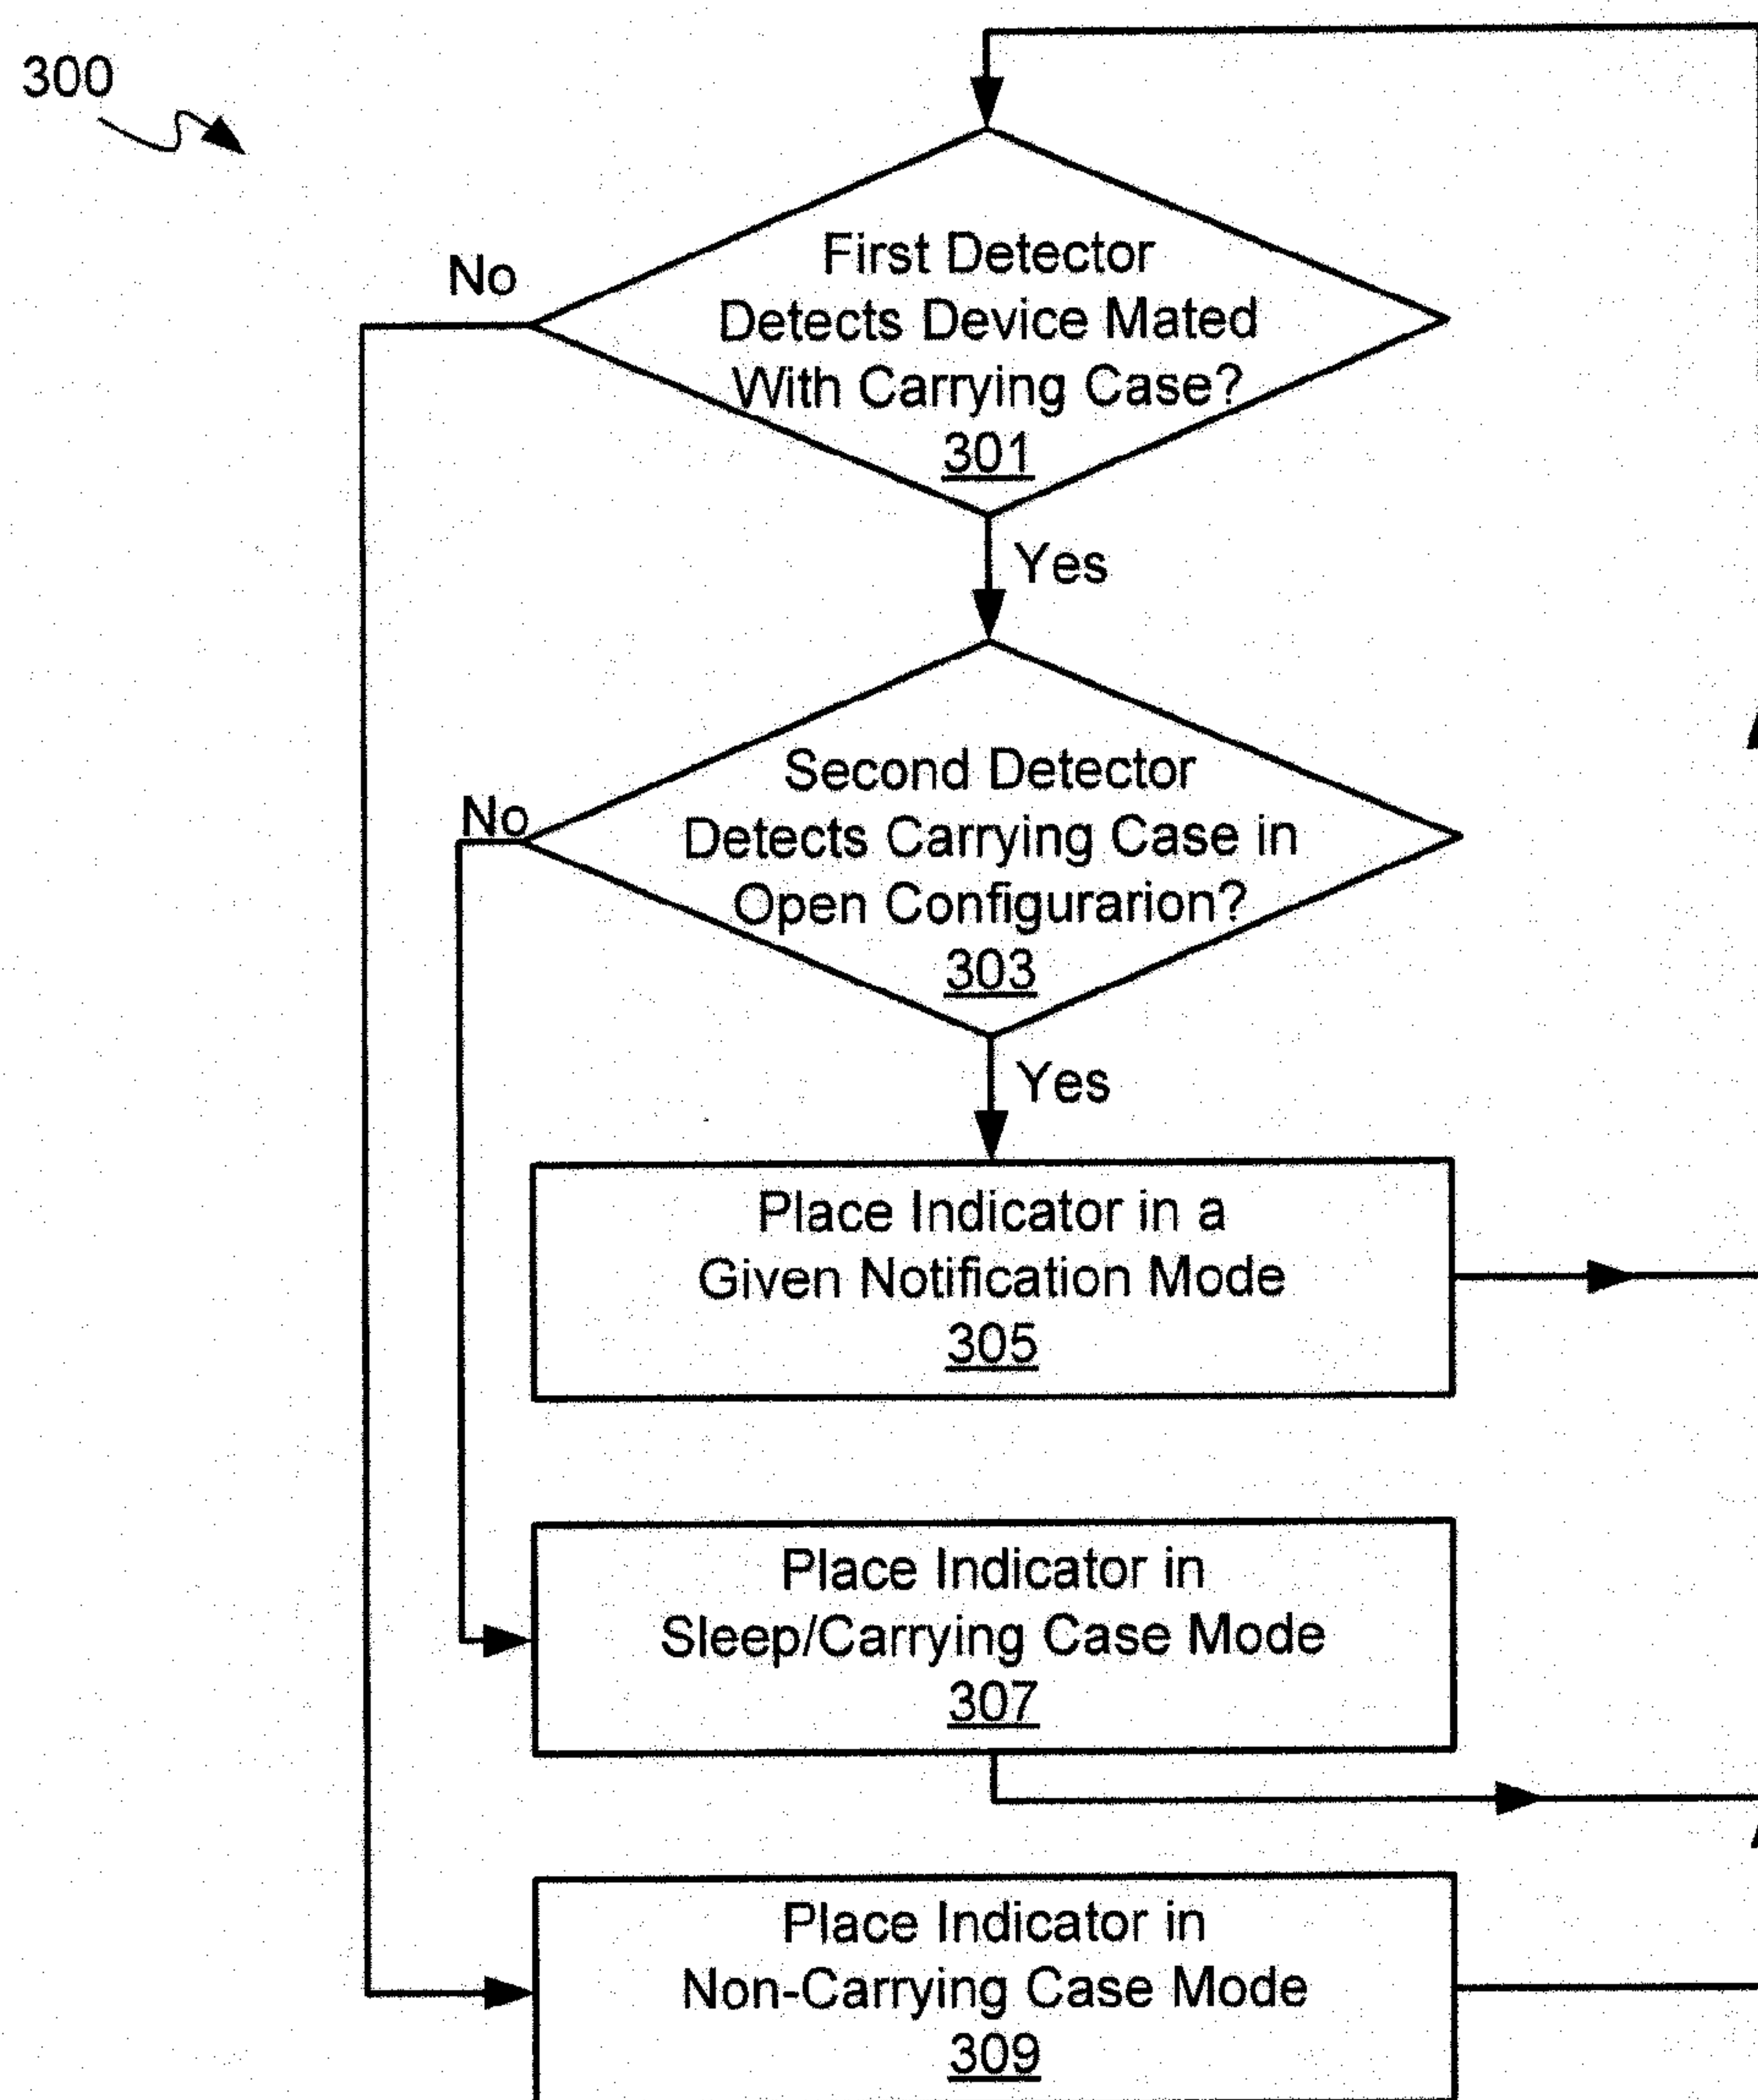 300
No
First Detector
Detects Device Mated
With Carrying Case?
301
Yes
No
Second Detector
Detects Carrying Case in
Open Configurarion?
303
Yes
Place Indicator in a
Given Notification Mode
305
Place Indicator in
Sleep/Carrying Case Mode
307
Place Indicator in
Non-Carrying Case Mode
309